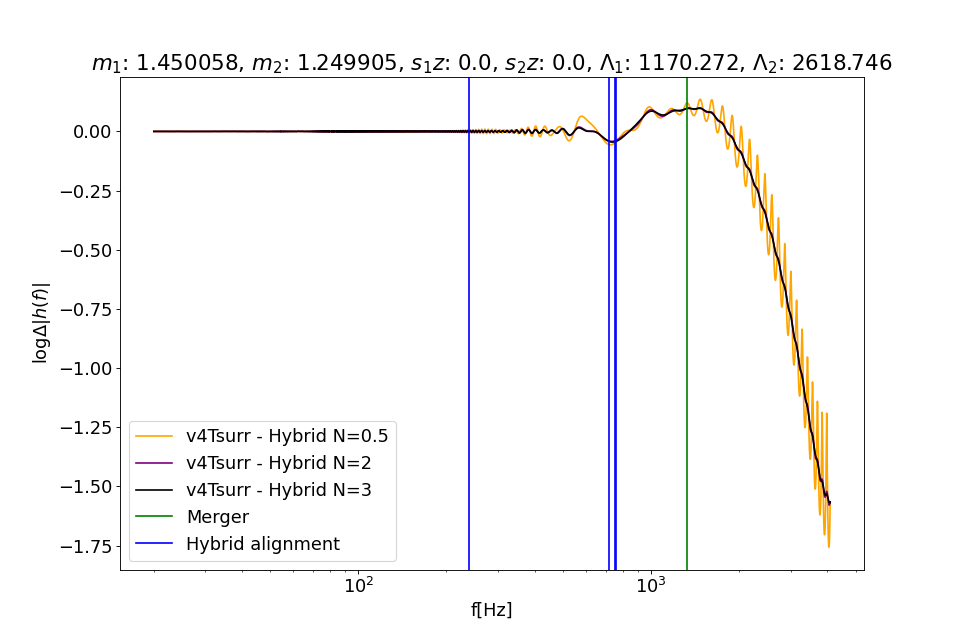 m₁: 1.450058, m₂: 1.249905, s₁z: 0.0, s₂z: 0.0, Λ₁: 1170.272, Λ₂: 2618.746
0.00
−0.25
−0.50
−0.75
−1.00
−1.25
−1.50
−1.75
logΔ|h(f)|
v4Tsurr - Hybrid N=0.5
v4Tsurr - Hybrid N=2
v4Tsurr - Hybrid N=3
Merger
Hybrid alignment
10² 10³
f[Hz]